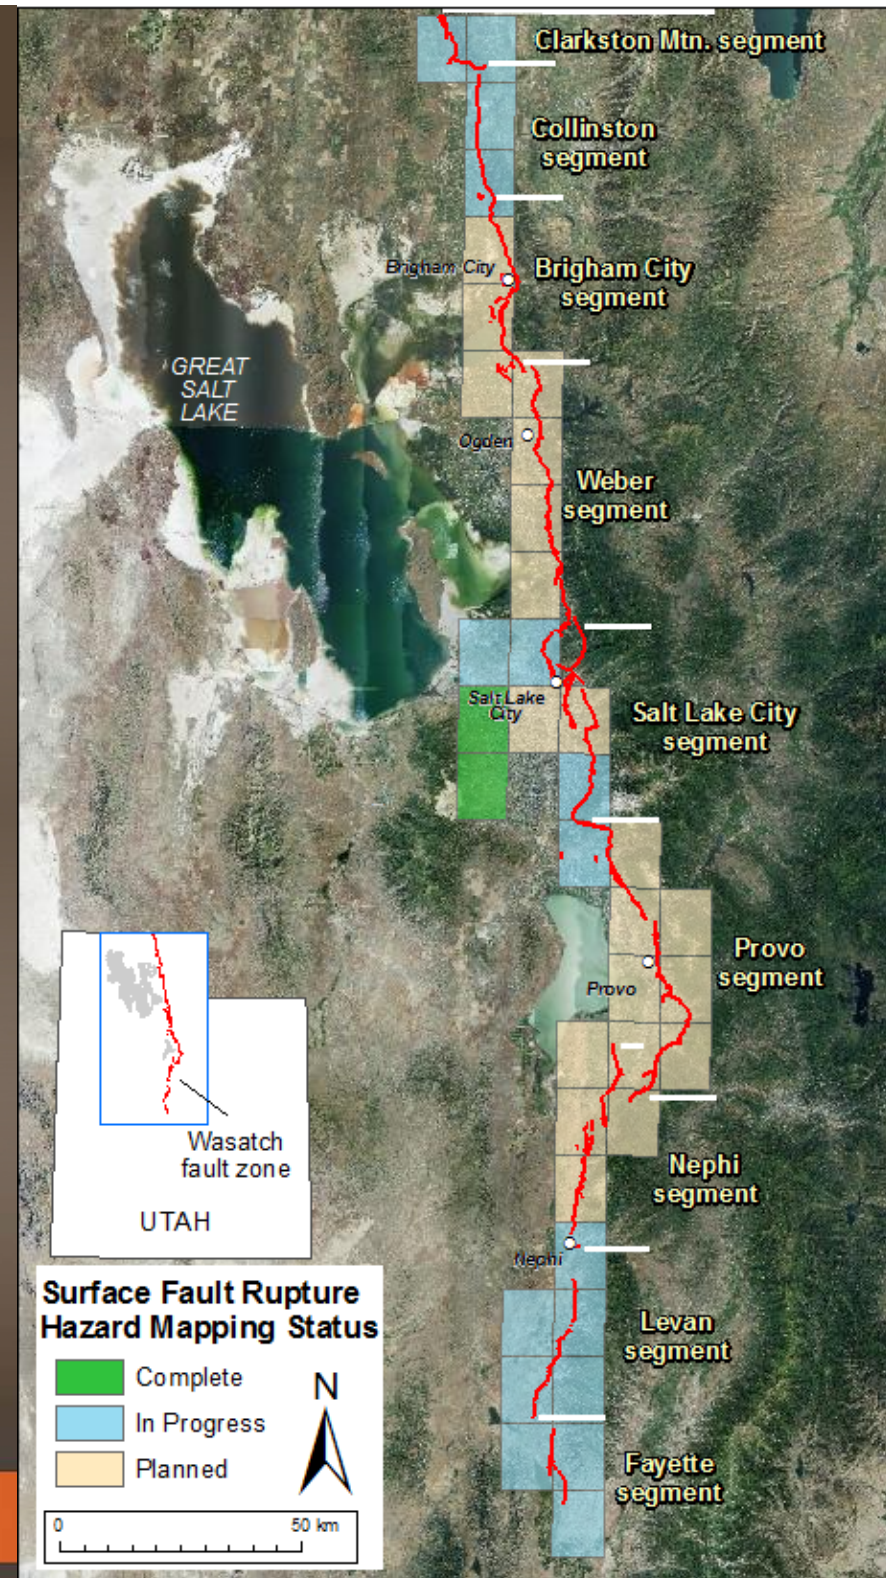 Clarkston Mtn. segment
Collinston
segment
Brigham City
Brigham City
segment
GREAT
SALT
LAKE
Ogden
Weber
segment
Salt Lake
City
Salt Lake City
segment
Provo
segment
Provo
Wasatch
fault zone
UTAH
Nephi
segment
Nephi
Levan
segment
Fayette
segment
Surface Fault Rupture
Hazard Mapping Status
Complete
In Progress
Planned
N
0 50 km